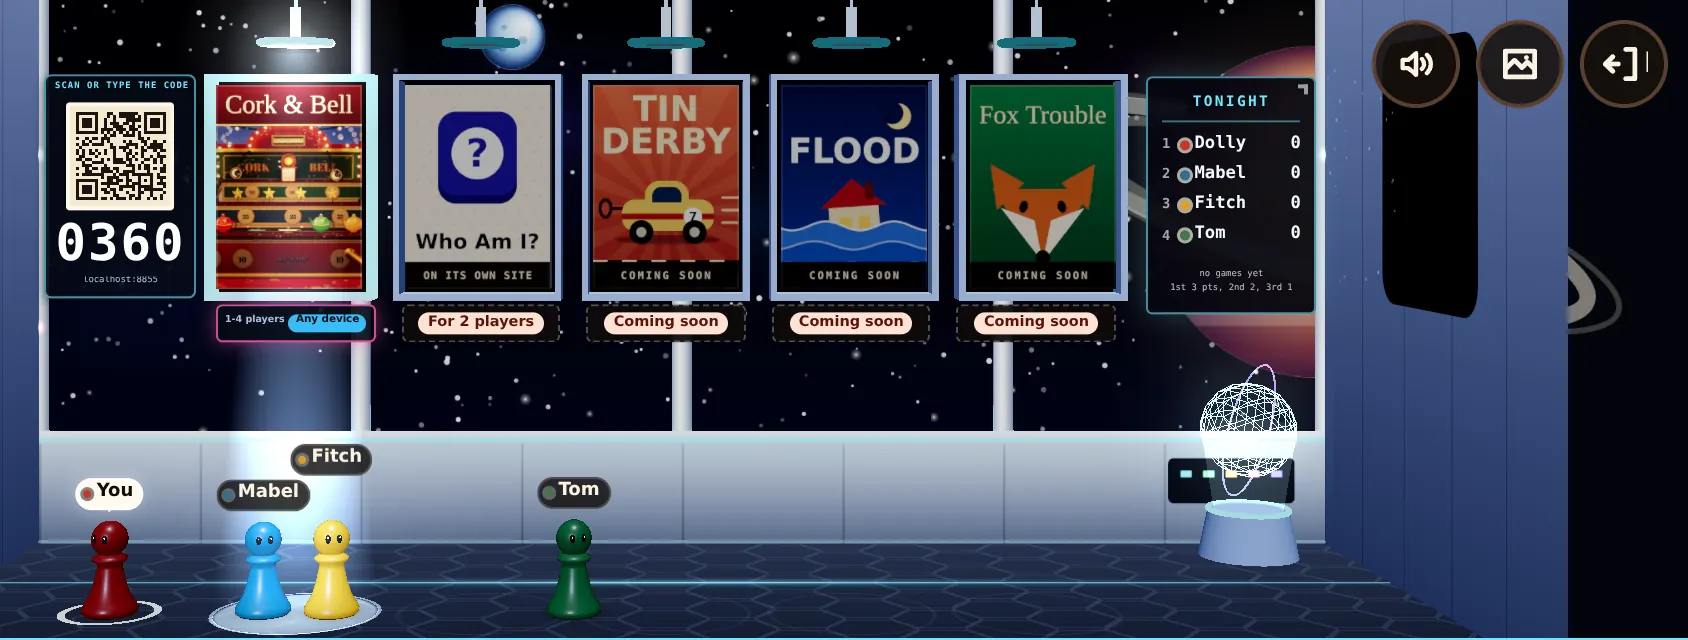 SCAN OR TYPE THE CODE
0360
localhost:8855
Cork & Bell
CORK BELL
1-4 players Any device
?
Who Am I?
ON ITS OWN SITE
For 2 players
TIN
DERBY
7
COMING SOON
Coming soon
FLOOD
COMING SOON
Coming soon
Fox Trouble
COMING SOON
Coming soon
TONIGHT
1 Dolly 0
2 Mabel 0
3 Fitch 0
4 Tom 0
no games yet
1st 3 pts, 2nd 2, 3rd 1
You
Mabel
Fitch
Tom